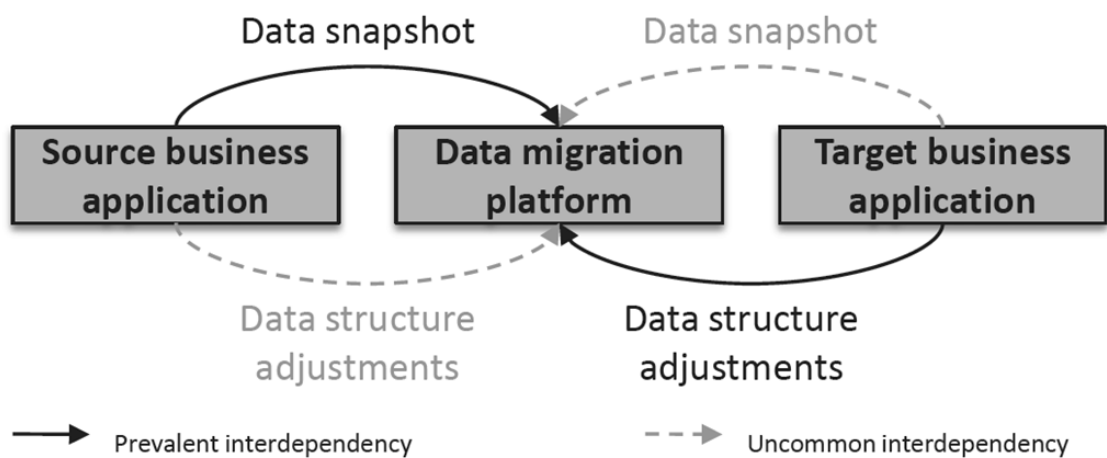 Data snapshot
Data snapshot
Source business
application
Data migration
platform
Target business
application
Data structure
adjustments
Data structure
adjustments
Prevalent interdependency
Uncommon interdependency